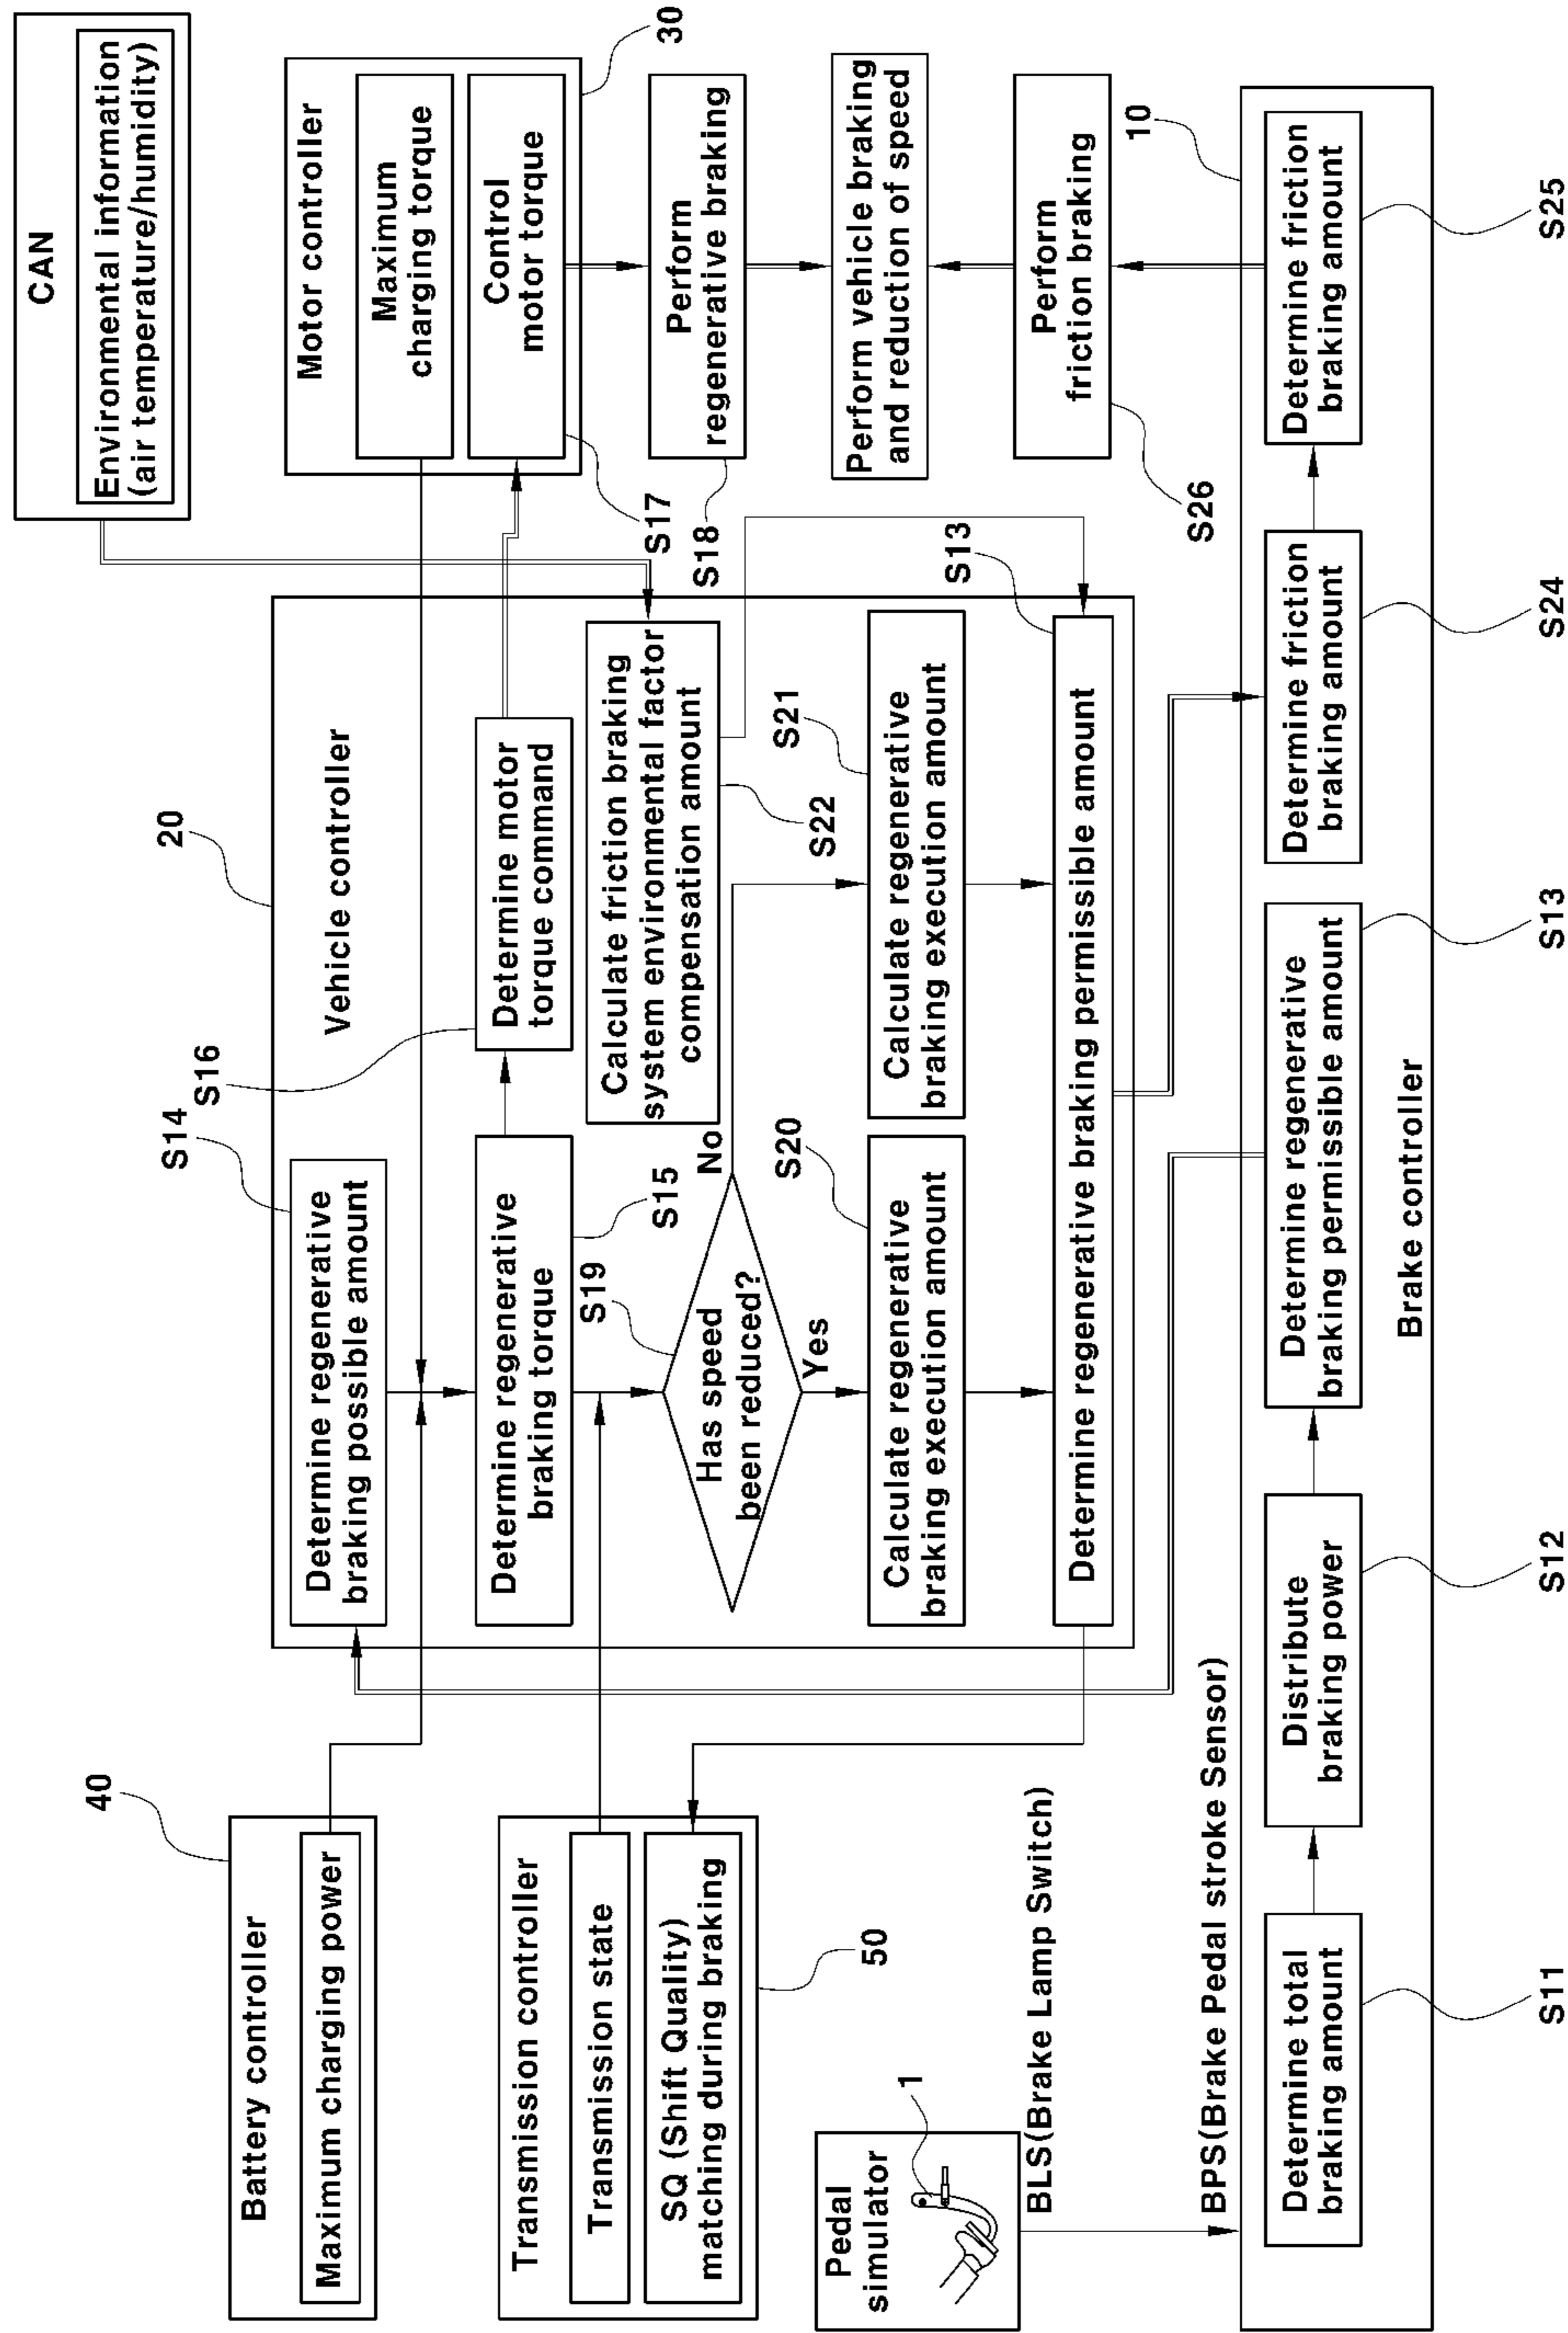 CAN
Environmental information
(air temperature/humidity)
40
Battery controller
Maximum charging power
20
Vehicle controller
S14
Determine regenerative
braking possible amount
S16
Determine motor
torque command
Motor controller
Maximum
charging torque
Control
motor torque
30
S17
Transmission controller
Transmission state
SQ (Shift Quality)
matching during braking
50
Determine regenerative
braking torque
S15
Calculate friction braking
system environmental factor
compensation amount
S22
S19
Has speed
been reduced?
No
Yes
Perform
regenerative braking
S18
Perform vehicle braking
and reduction of speed
S20
Calculate regenerative
braking execution amount
S21
Calculate regenerative
braking execution amount
S13
Determine regenerative braking permissible amount
Perform
friction braking
S26
Pedal
simulator
1
BLS(Brake Lamp Switch)
BPS(Brake Pedal stroke Sensor)
10
Determine total
braking amount
Distribute
braking power
Determine regenerative
braking permissible amount
Determine friction
braking amount
Determine friction
braking amount
Brake controller
S11
S12
S13
S24
S25